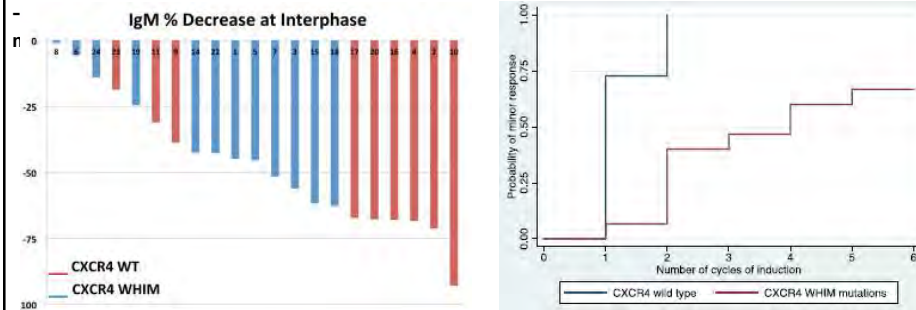 IgM % Decrease at Interphase
0
-25
-50
-75
100
8 6 24 23 19 11 9 14 22 1 5 7 3 15 18 17 20 16 4 2 10
CXCR4 WT
CXCR4 WHIM
Probability of minor response
1.00
0.75
0.50
0.25
0.00
0 1 2 3 4 5 6
Number of cycles of induction
CXCR4 wild type CXCR4 WHIM mutations